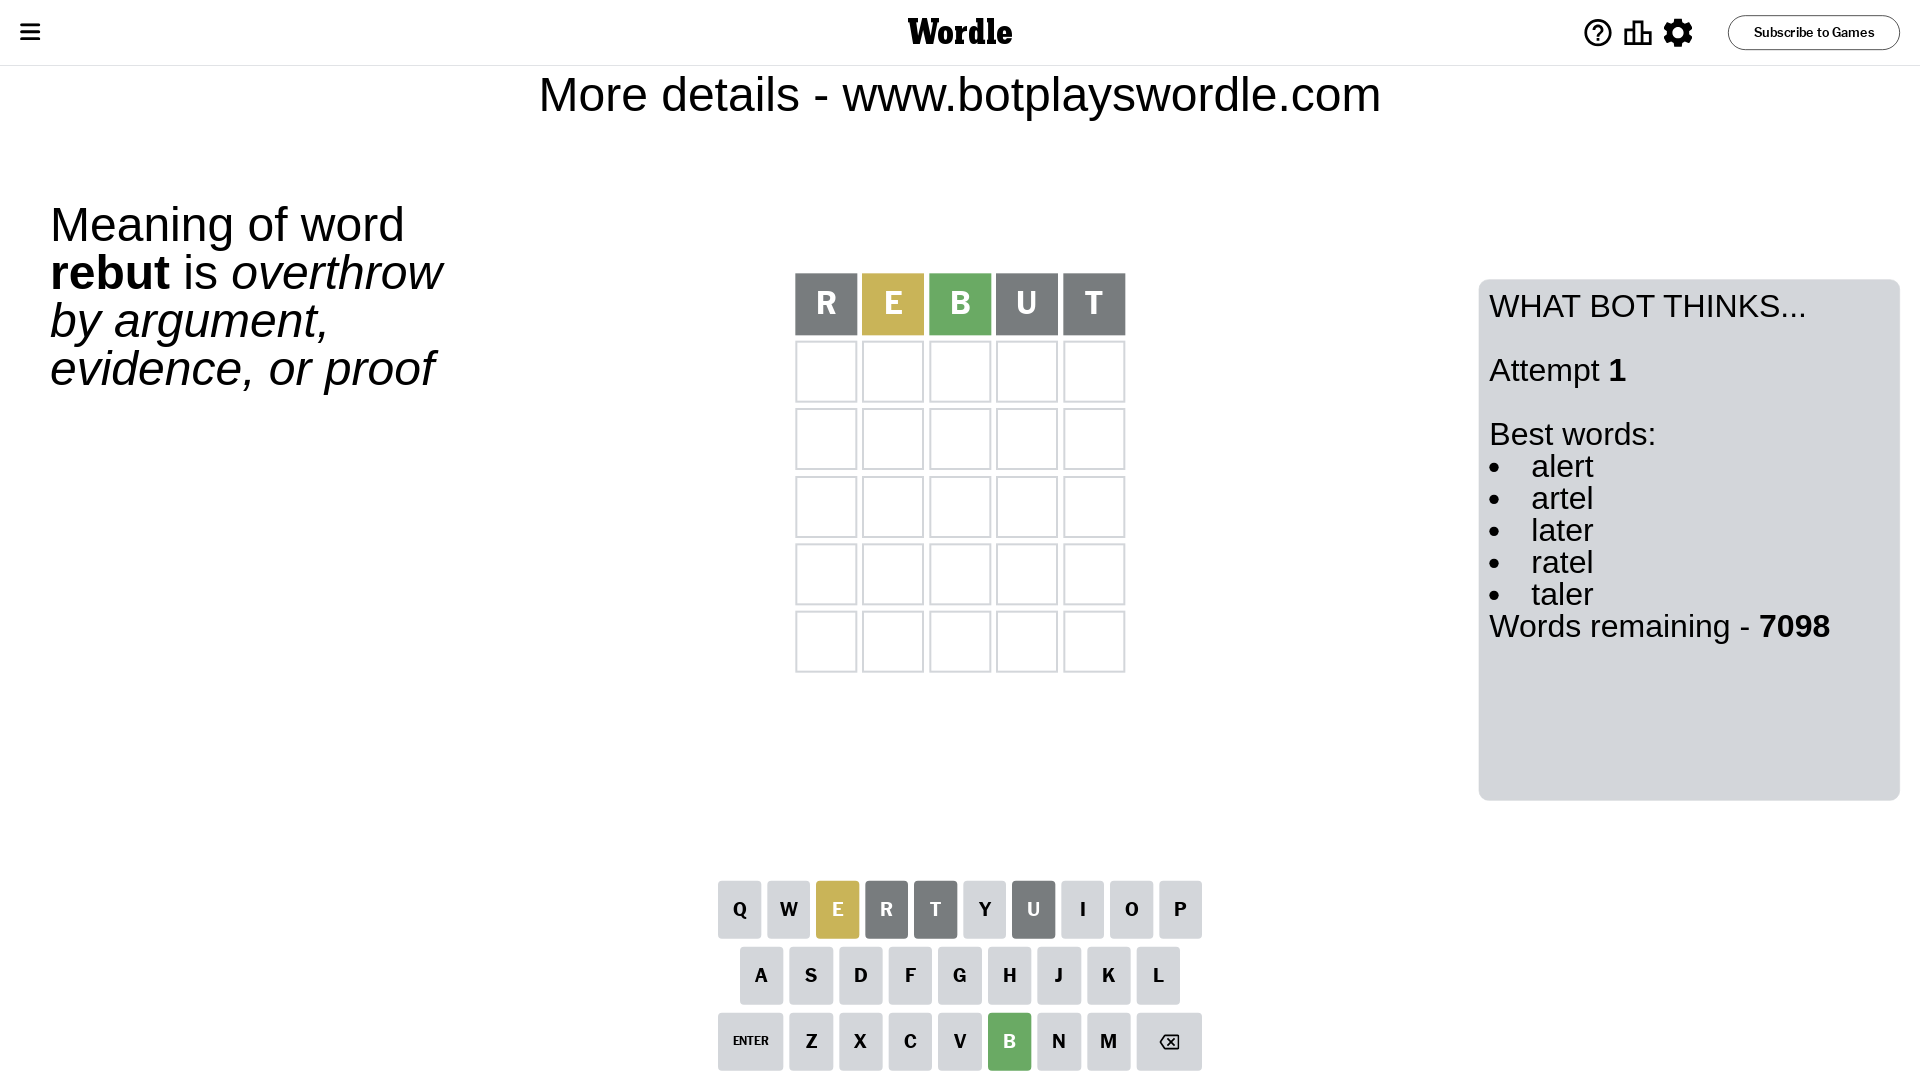 Wordle
Subscribe to Games
More details - www.botplayswordle.com
Meaning of word
rebut is overthrow
by argument,
evidence, or proof
R E B U T
WHAT BOT THINKS...
Attempt 1
Best words:
• alert
• artel
• later
• ratel
• taler
Words remaining - 7098
Q W E R T Y U I O P
A S D F G H J K L
ENTER Z X C V B N M